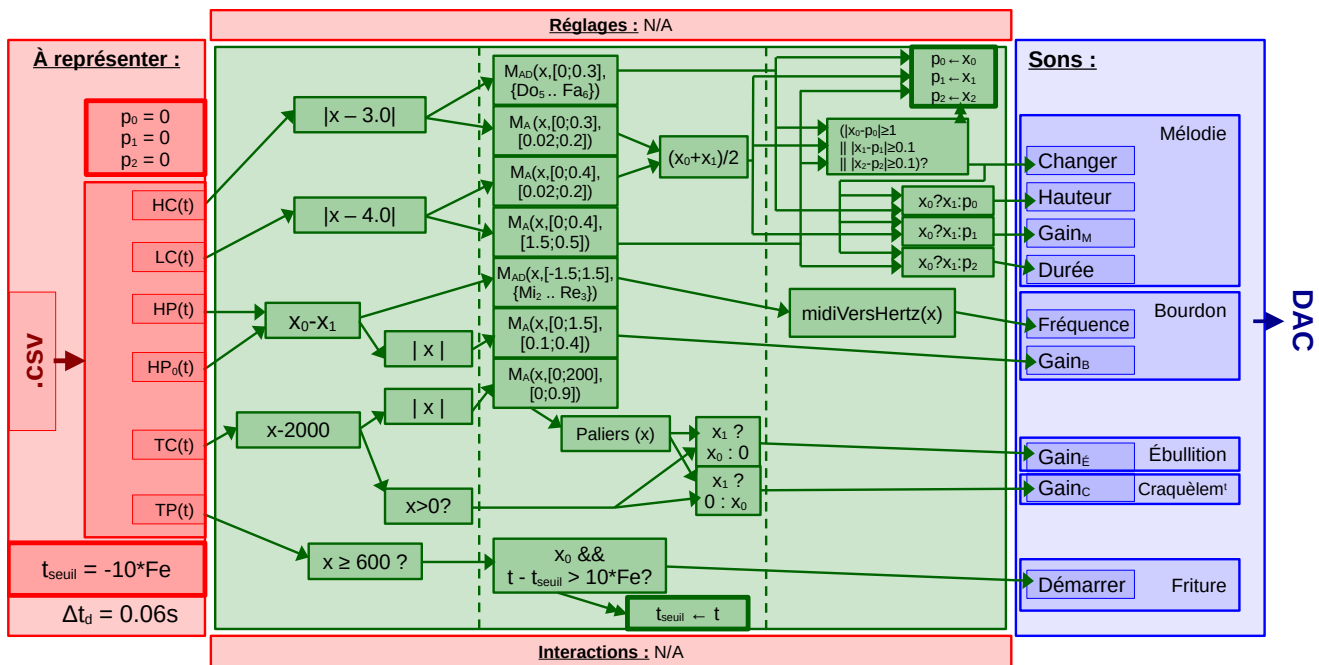 Réglages : N/A
À représenter :
p₀ = 0
p₁ = 0
p₂ = 0
HC(t)
LC(t)
HP(t)
HP₀(t)
TC(t)
TP(t)
.csv
t_seuil = -10*Fe
Δt_d = 0.06s
|x – 3.0|
|x – 4.0|
x₀-x₁
| x |
x-2000
| x |
x>0?
x ≥ 600 ?
M_AD(x,[0;0.3],
{Do₅ .. Fa₆})
M_A(x,[0;0.3],
[0.02;0.2])
M_A(x,[0;0.4],
[0.02;0.2])
M_A(x,[0;0.4],
[1.5;0.5])
M_AD(x,[-1.5;1.5],
{Mi₂ .. Re₃})
M_A(x,[0;1.5],
[0.1;0.4])
M_A(x,[0;200],
[0;0.9])
Paliers (x)
x₀ &&
t - t_seuil > 10*Fe?
t_seuil ← t
(x₀+x₁)/2
x₁ ?
x₀ : 0
x₁ ?
0 : x₀
p₀←x₀
p₁←x₁
p₂←x₂
(|x₀-p₀|≥1
|| |x₁-p₁|≥0.1
|| |x₂-p₂|≥0.1)?
x₀?x₁:p₀
x₀?x₁:p₁
x₀?x₁:p₂
midiVersHertz(x)
Sons :
Mélodie
Changer
Hauteur
Gain_M
Durée
Bourdon
Fréquence
Gain_B
Gain_É Ébullition
Gain_C Craquèlemᵗ
Démarrer Friture
DAC
Interactions : N/A